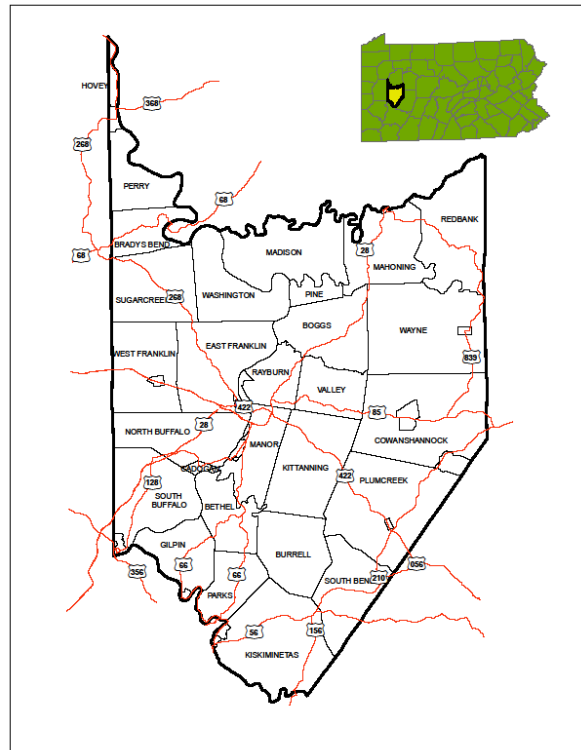 HOVEY
368
268
PERRY
68
REDBANK
BRADYS BEND
MADISON
28
68
MAHONING
SUGARCREEK
268
WASHINGTON
PINE
BOGGS
WAYNE
EAST FRANKLIN
WEST FRANKLIN
839
RAYBURN
VALLEY
422
85
28
NORTH BUFFALO
MANOR
COWANSHANNOCK
CADOGAN
KITTANNING
422
128
PLUMCREEK
SOUTH
BUFFALO
BETHEL
GILPIN
BURRELL
356
66
66
SOUTH BEND
210
056
PARKS
56
156
KISKIMINETAS